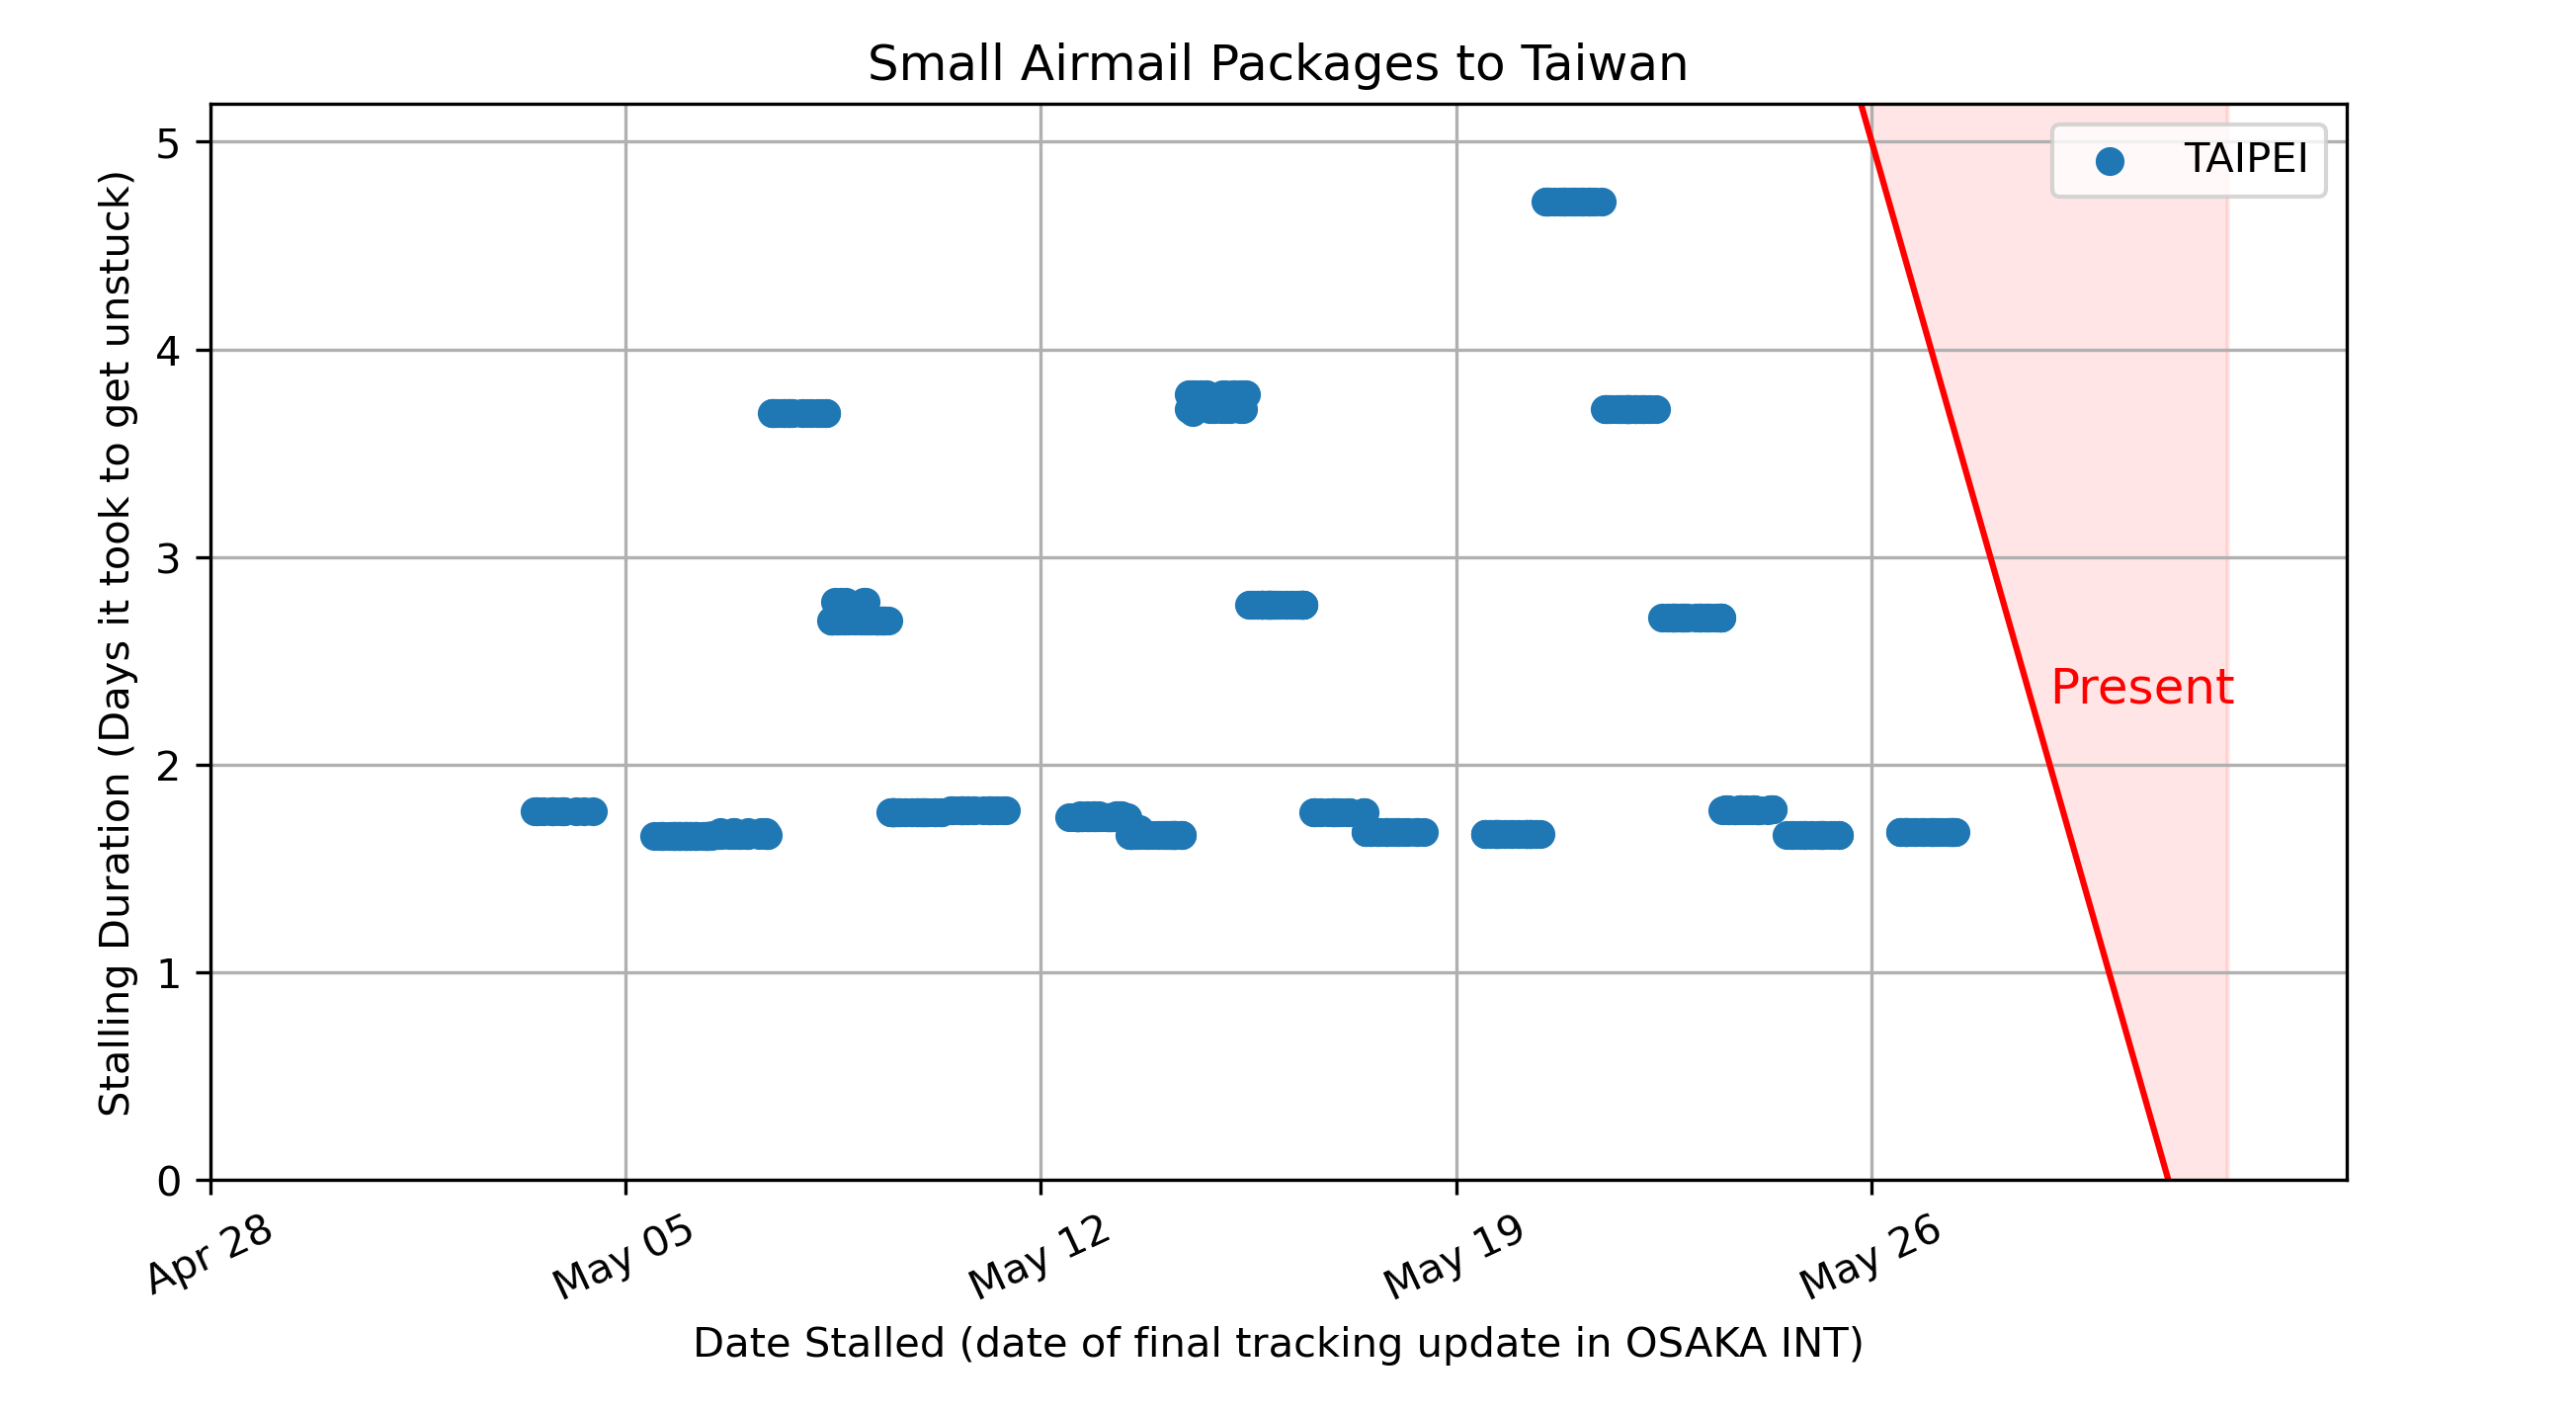 Small Airmail Packages to Taiwan
Stalling Duration (Days it took to get unstuck)
5
4
3
2
1
0
TAIPEI
Present
Apr 28
May 05
May 12
May 19
May 26
Date Stalled (date of final tracking update in OSAKA INT)